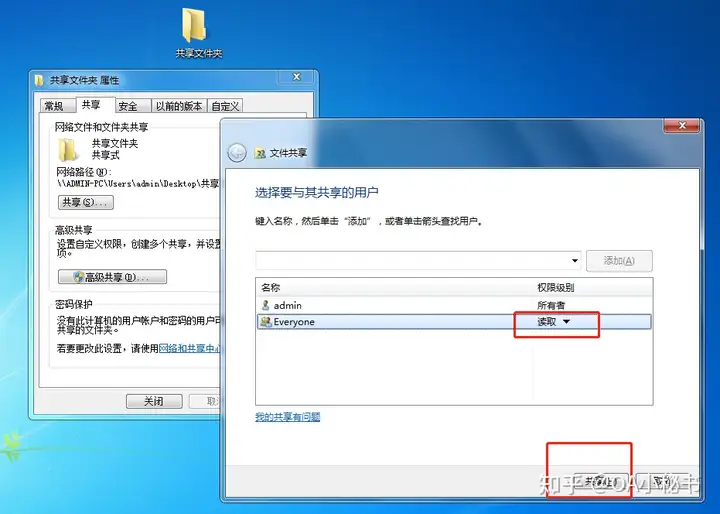 共享文件夹
共享文件夹 属性
常规
共享
安全
以前的版本
自定义
网络文件和文件夹共享
共享文件夹
共享式
网络路径(N):
\\ADMIN-PC\Users\admin\Desktop\共享
共享(S)...
高级共享
设置自定义权限，创建多个共享，并设
项。
高级共享(D)...
密码保护
没有此计算机的用户帐户和密码的用户可
共享的文件夹。
若要更改此设置，请使用网络和共享中心
关闭
取
文件共享
选择要与其共享的用户
键入名称，然后单击“添加”，或者单击箭头查找用户。
添加(A)
名称
权限级别
admin
所有者
Everyone
读取
我的共享有问题
共享(H)
取消
知乎 @OA小秘书